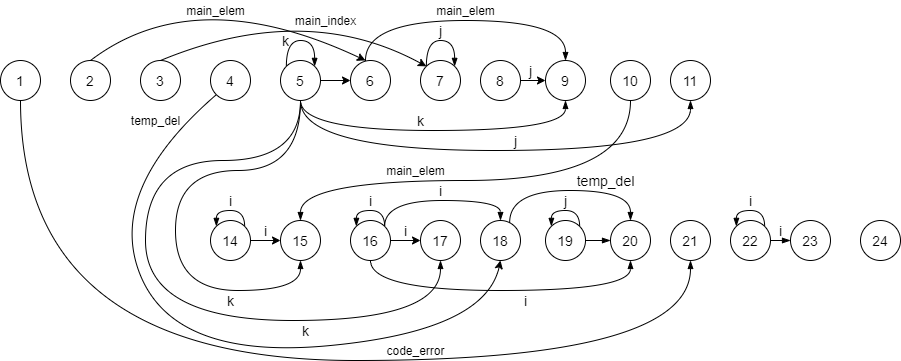 main_elem
main_elem
main_index
k
j
j
1
2
3
4
5
6
7
8
9
10
11
temp_del
k
j
main_elem
temp_del
i
i
i
j
i
14
i
15
16
i
17
18
19
20
21
22
i
23
24
k
i
k
code_error